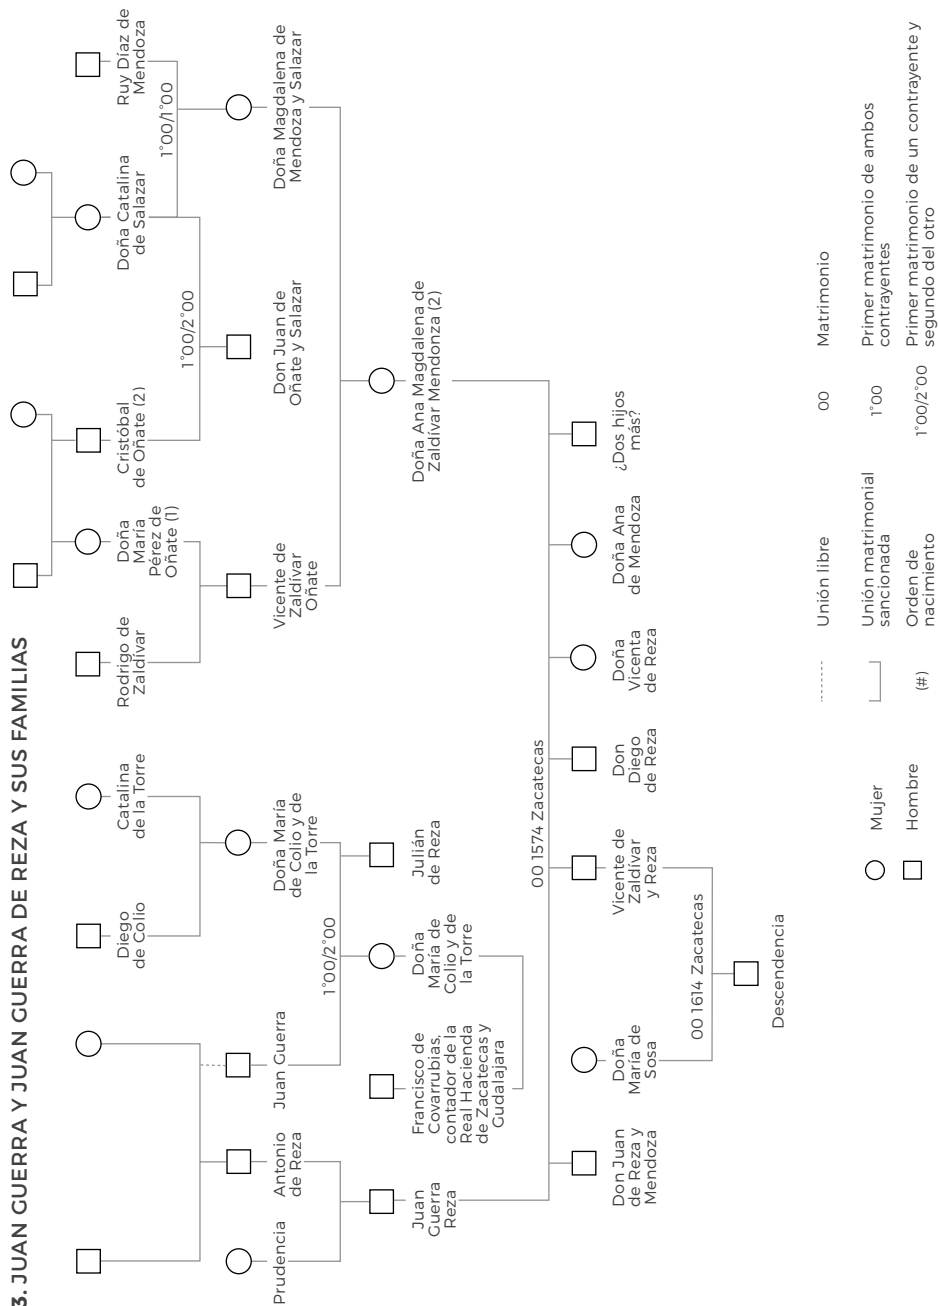 3. JUAN GUERRA Y JUAN GUERRA DE REZA Y SUS FAMILIAS
Diego
de Colio
Catalina
de la Torre
Rodrigo de
Zaldívar
Doña
María
Pérez de
Oñate (1)
Cristóbal
de Oñate (2)
Doña Catalina
de Salazar
Ruy Díaz de
Mendoza
1°00/2°00
1°00/1°00
Prudencia
Antonio
de Reza
Juan Guerra
Doña María
de Colio y de
la Torre
Vicente de
Zaldívar
Oñate
Don Juan de
Oñate y Salazar
Doña Magdalena de
Mendoza y Salazar
1°00/2°00
Juan
Guerra
Reza
Francisco de
Covarrubias,
contador de la
Real Hacienda
de Zacatecas y
Gudalajara
Doña
María de
Colio y de
la Torre
Julián
de Reza
Doña Ana Magdalena de
Zaldívar Mendonza (2)
00 1574 Zacatecas
Don Juan
de Reza y
Mendoza
Doña
María de
Sosa
Vicente de
Zaldívar
y Reza
Don
Diego
de Reza
Doña
Vicenta
de Reza
Doña Ana
de Mendoza
¿Dos hijos
más?
00 1614 Zacatecas
Descendencia
Mujer
Hombre
Unión libre
Unión matrimonial
sancionada
(#)
Orden de
nacimiento
00
Matrimonio
1°00
Primer matrimonio de ambos
contrayentes
1°00/2°00
Primer matrimonio de un contrayente y
segundo del otro